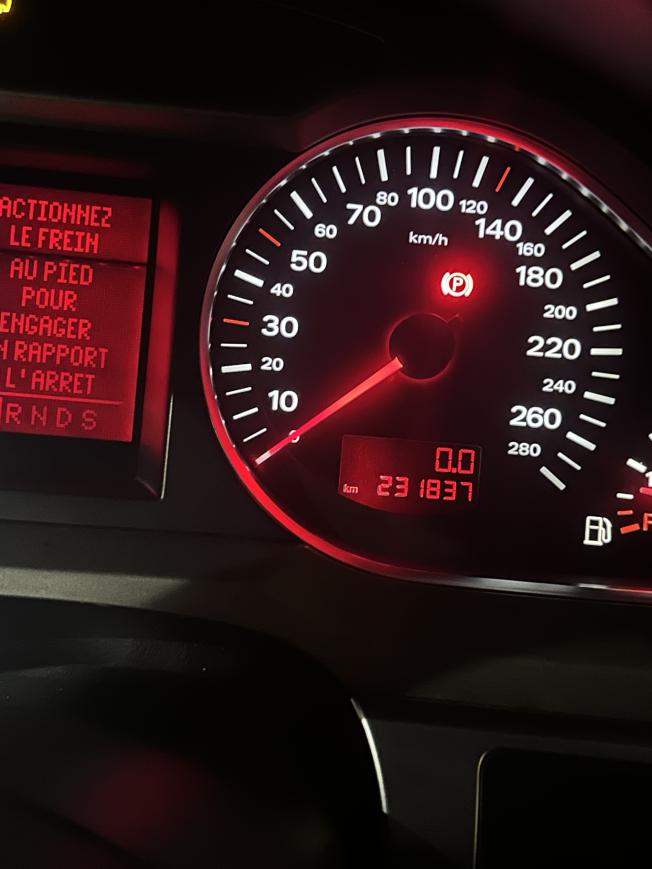 ACTIONNEZ
LE FREIN
AU PIED
POUR
ENGAGER
RAPPORT
L'ARRET
R N D S
0
10
20
30
40
50
60
70
80
100
120
140
160
180
200
220
240
260
280
km/h
P
0.0
km 231837